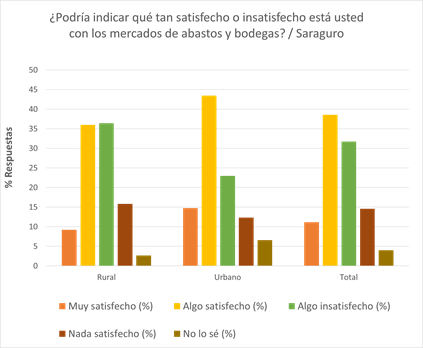 ¿Podría indicar qué tan satisfecho o insatisfecho está usted
con los mercados de abastos y bodegas? / Saraguro
50
45
40
35
30
25
20
15
10
5
0
% Respuestas
Rural Urbano Total
Muy satisfecho (%) Algo satisfecho (%) Algo insatisfecho (%)
Nada satisfecho (%) No lo sé (%)